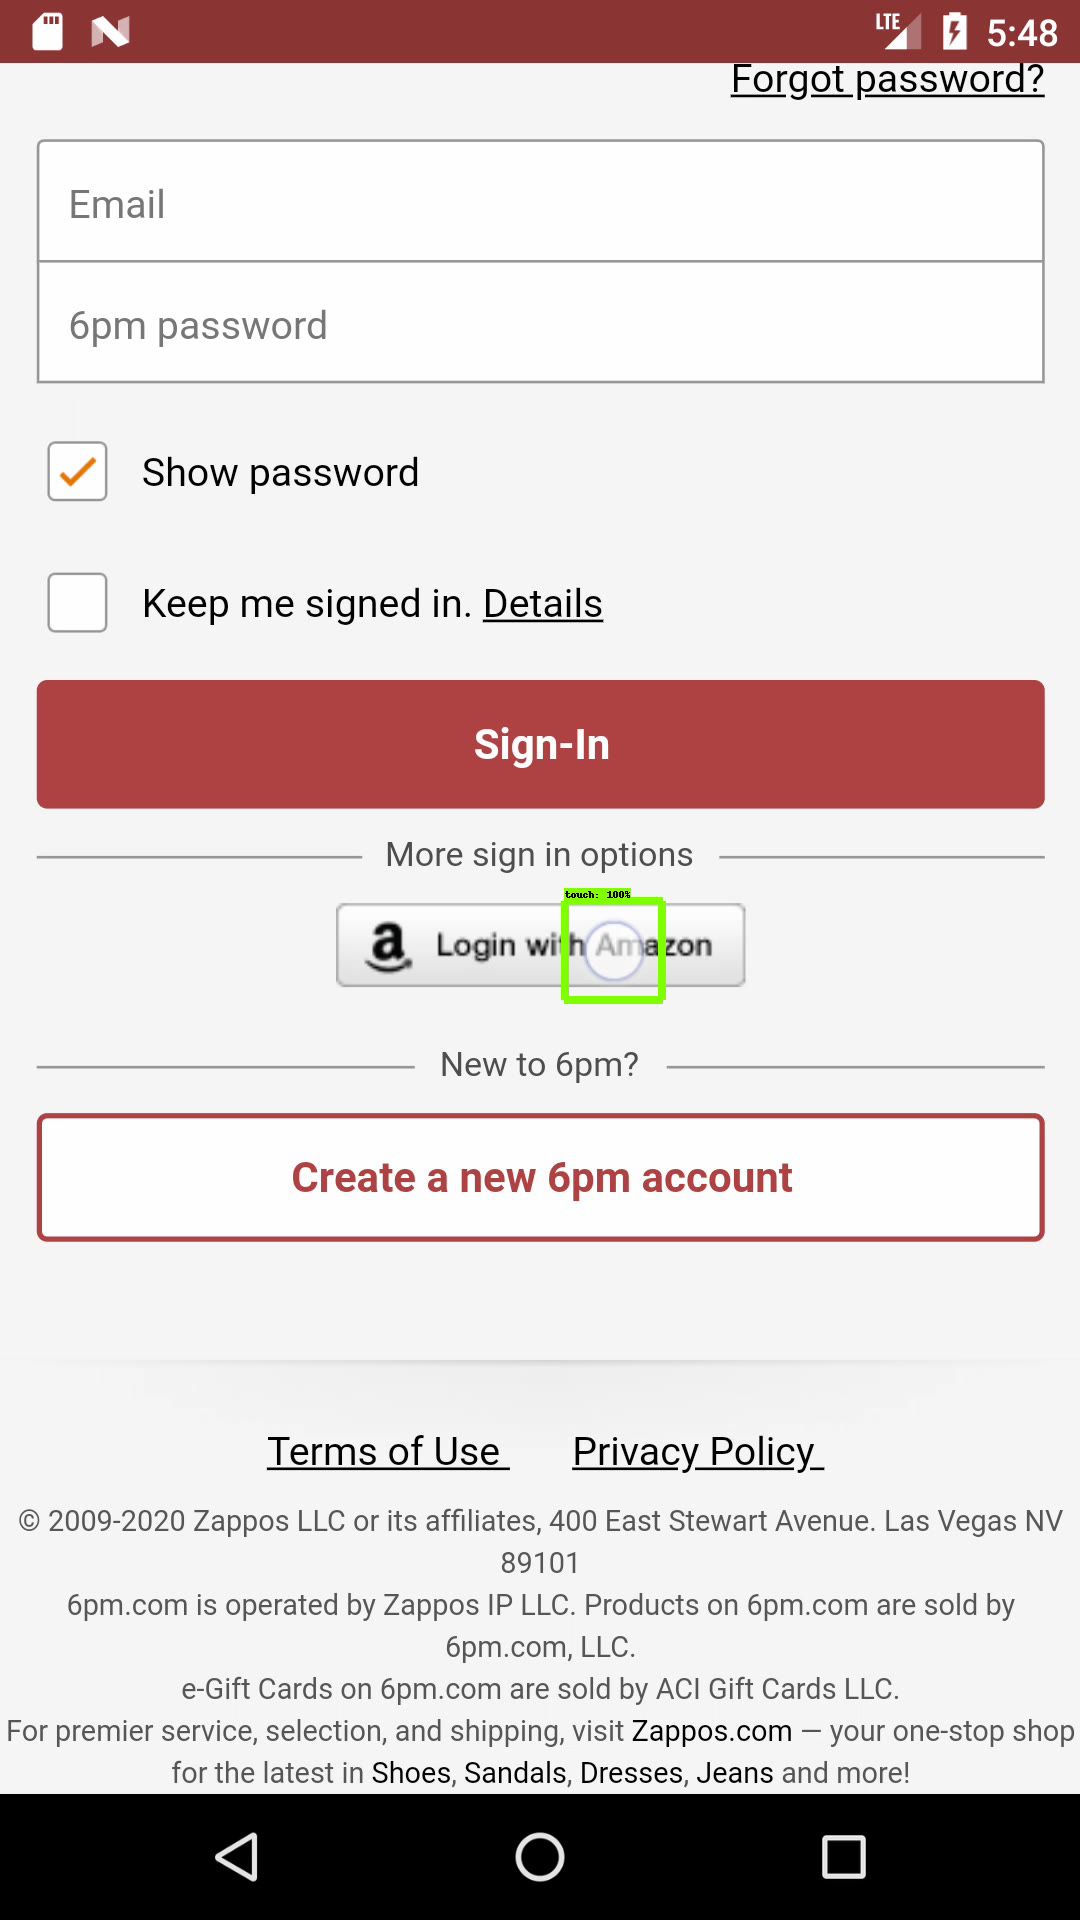 LTE 5:48
Forgot password?
Email
6pm password
Show password
Keep me signed in. Details
Sign-In
More sign in options
touch: 100%
a Login with Amazon
New to 6pm?
Create a new 6pm account
Terms of Use Privacy Policy
© 2009-2020 Zappos LLC or its affiliates, 400 East Stewart Avenue. Las Vegas NV
89101
6pm.com is operated by Zappos IP LLC. Products on 6pm.com are sold by
6pm.com, LLC.
e-Gift Cards on 6pm.com are sold by ACI Gift Cards LLC.
For premier service, selection, and shipping, visit Zappos.com — your one-stop shop
for the latest in Shoes, Sandals, Dresses, Jeans and more!